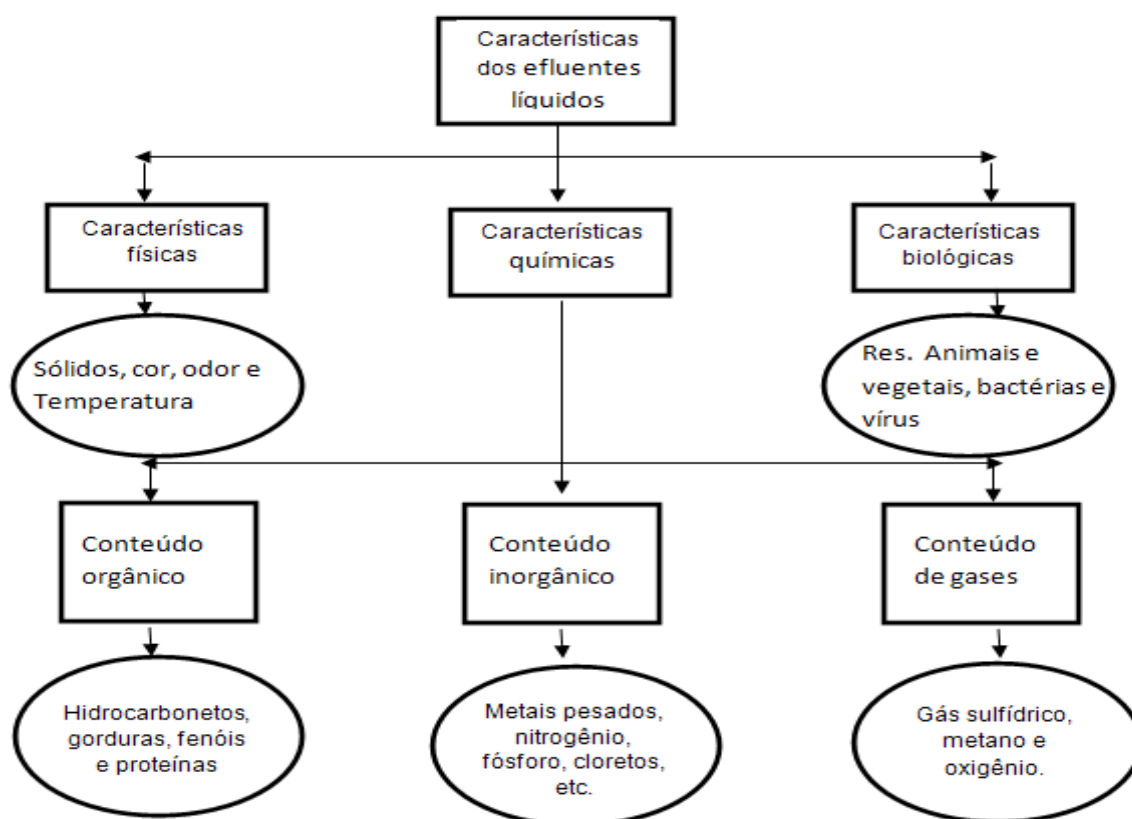 Características
dos efluentes
líquidos
Características
físicas
Características
químicas
Características
biológicas
Sólidos, cor, odor e
Temperatura
Res. Animais e
vegetais, bactérias e
vírus
Conteúdo
orgânico
Conteúdo
inorgânico
Conteúdo
de gases
Hidrocarbonetos,
gorduras, fenóis
e proteínas
Metais pesados,
nitrogênio,
fósforo, cloretos,
etc.
Gás sulfídrico,
metano e
oxigênio.